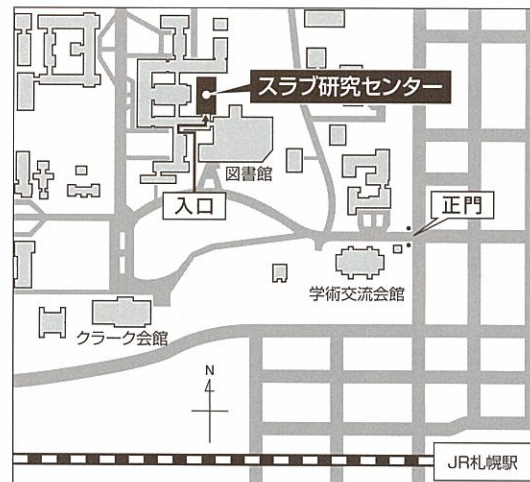 スラブ研究センター
図書館
入口
正門
学術交流会館
クラーク会館
N
JR札幌駅